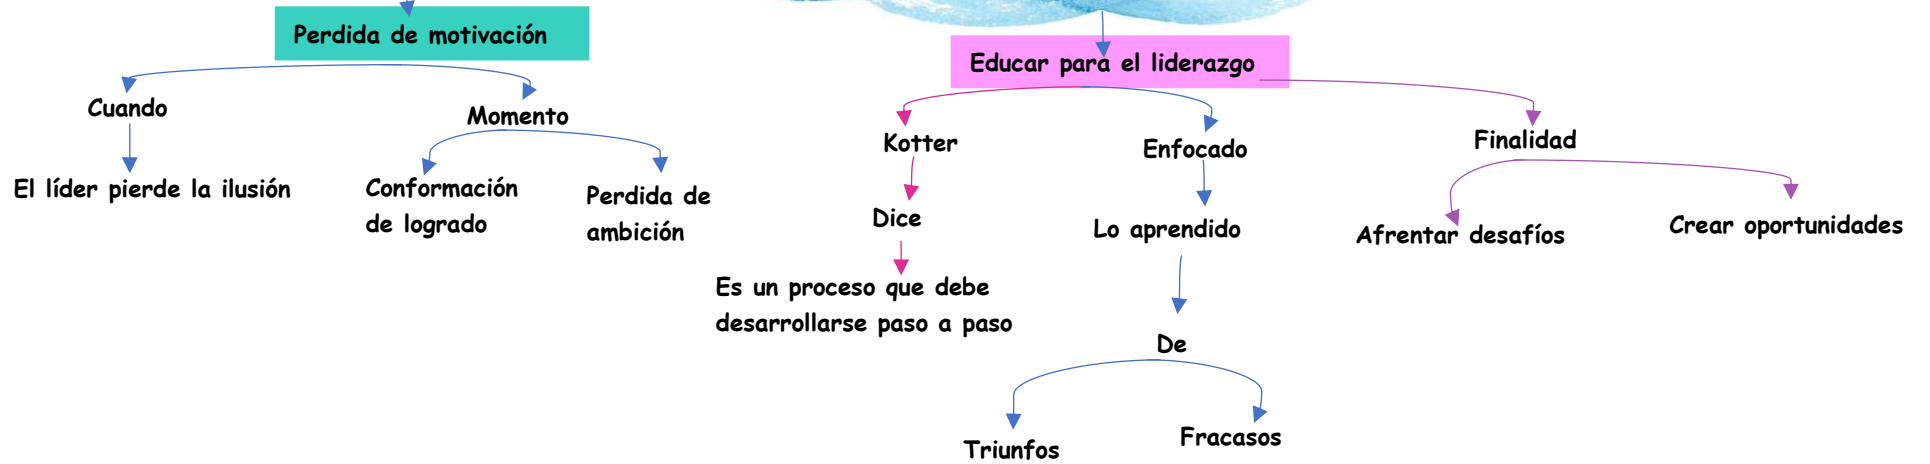 Perdida de motivación
Cuando
Momento
El líder pierde la ilusión
Conformación
de logrado
Perdida de
ambición
Educar para el liderazgo
Kotter
Enfocado
Finalidad
Dice
Lo aprendido
Afrentar desafíos
Crear oportunidades
Es un proceso que debe
desarrollarse paso a paso
De
Triunfos
Fracasos